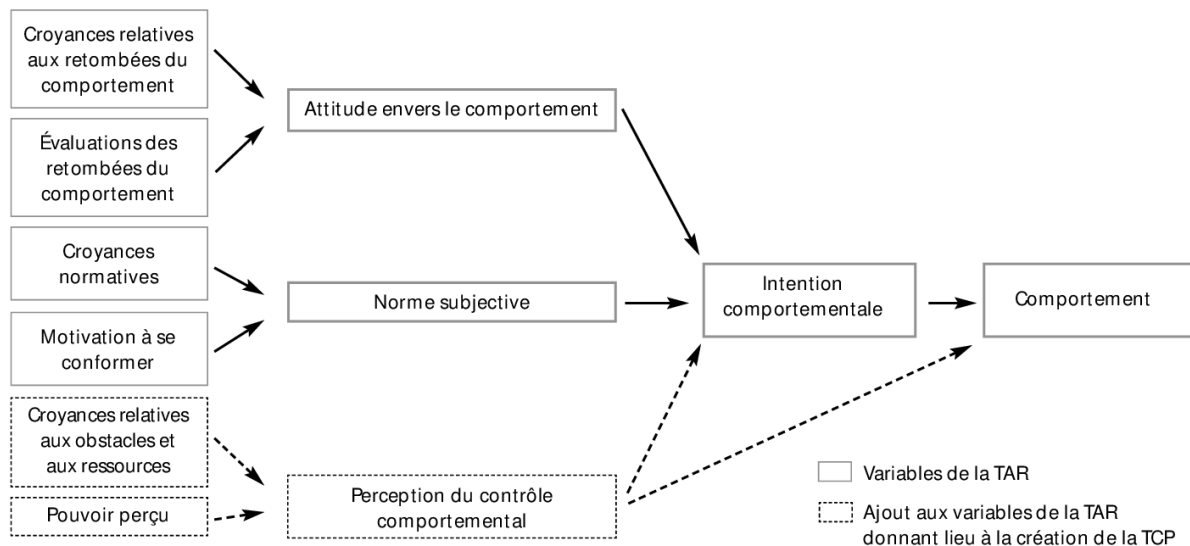 Croyances relatives
aux retombées du
comportement
Évaluations des
retombées du
comportement
Croyances
normatives
Motivation à se
conformer
Croyances relatives
aux obstacles et
aux ressources
Pouvoir perçu
Attitude envers le comportement
Norme subjective
Perception du contrôle
comportemental
Intention
comportementale
Comportement
Variables de la TAR
Ajout aux variables de la TAR
donnant lieu à la création de la TCP